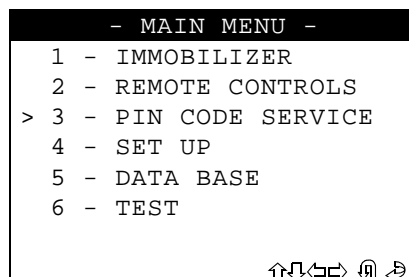 - MAIN MENU -
1 - IMMOBILIZER
2 - REMOTE CONTROLS
> 3 - PIN CODE SERVICE
4 - SET UP
5 - DATA BASE
6 - TEST